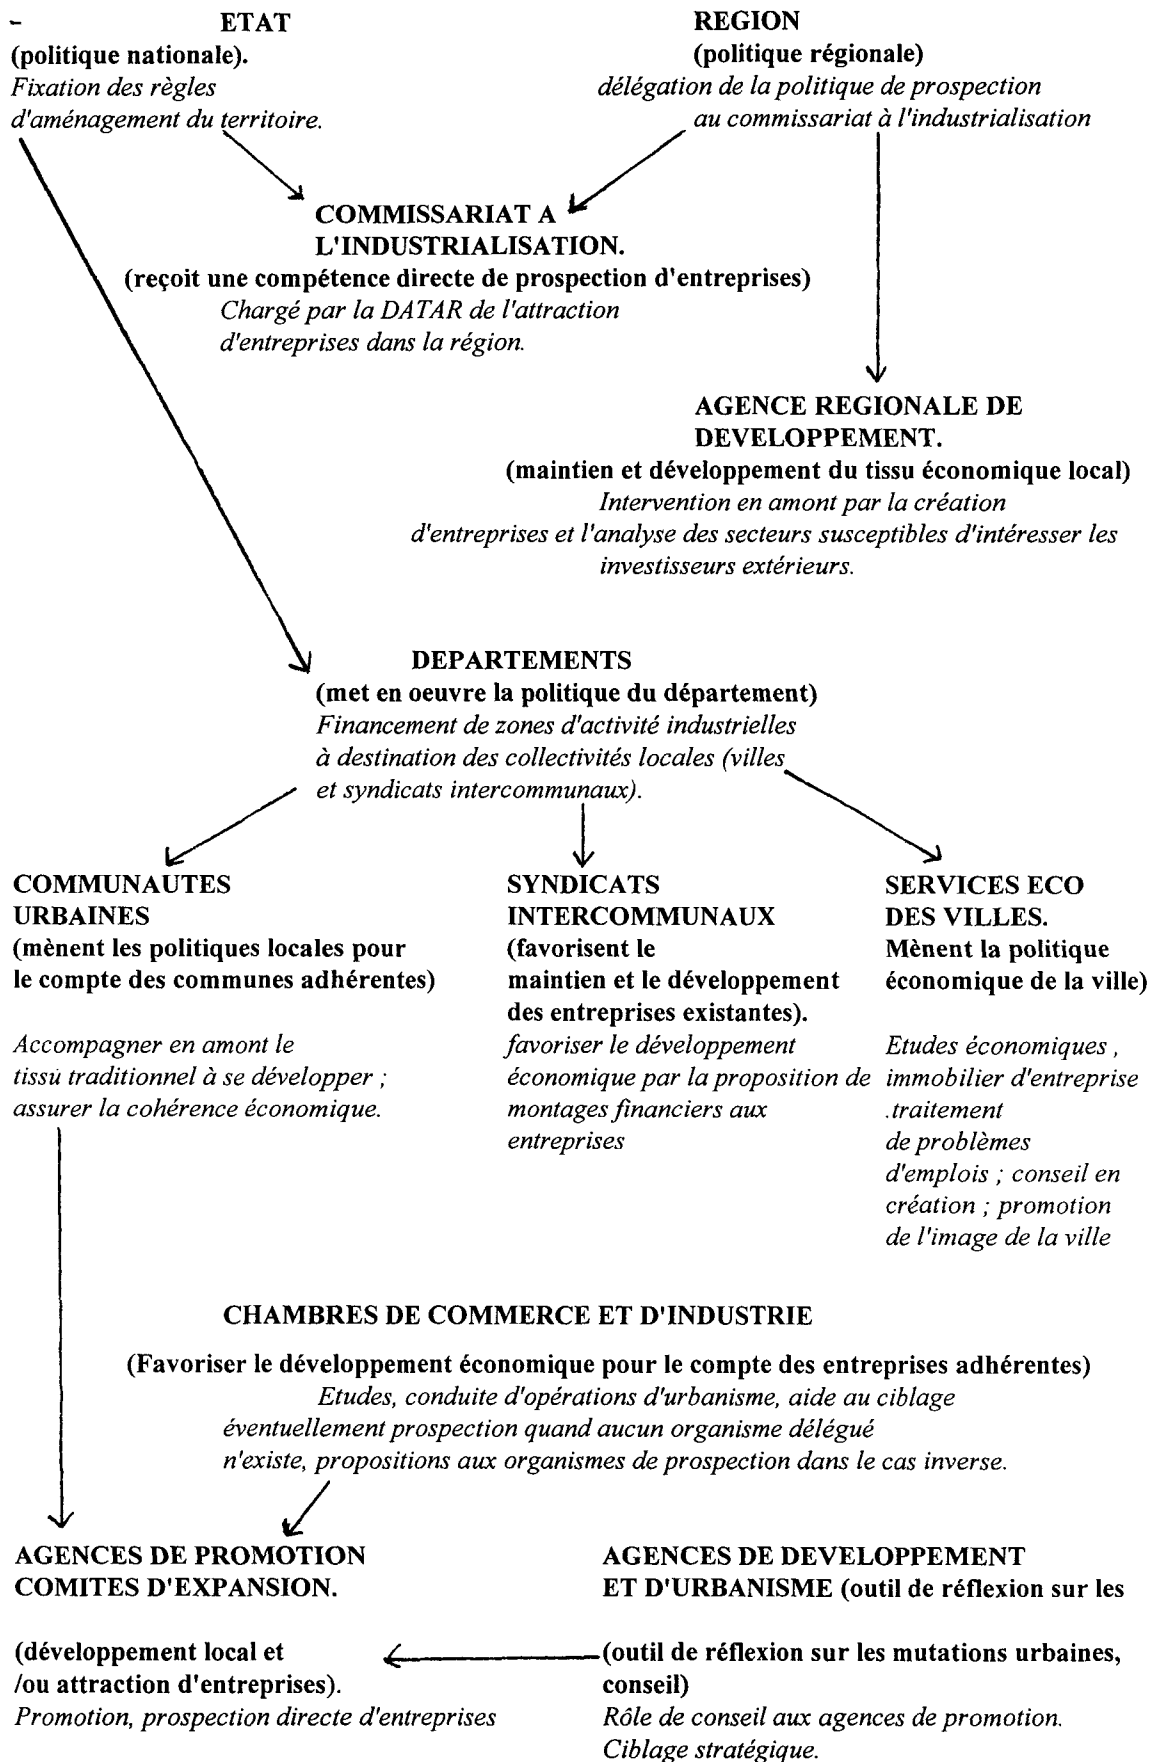 - ETAT
(politique nationale).
Fixation des règles
d'aménagement du territoire.
REGION
(politique régionale)
délégation de la politique de prospection
au commissariat à l'industrialisation
COMMISSARIAT A
L'INDUSTRIALISATION.
(reçoit une compétence directe de prospection d'entreprises)
Chargé par la DATAR de l'attraction
d'entreprises dans la région.
AGENCE REGIONALE DE
DEVELOPPEMENT.
(maintien et développement du tissu économique local)
Intervention en amont par la création
d'entreprises et l'analyse des secteurs susceptibles d'intéresser les
investisseurs extérieurs.
DEPARTEMENTS
(met en oeuvre la politique du département)
Financement de zones d'activité industrielles
à destination des collectivités locales (villes
et syndicats intercommunaux).
COMMUNAUTES
URBAINES
(mènent les politiques locales pour
le compte des communes adhérentes)
Accompagner en amont le
tissu traditionnel à se développer ;
assurer la cohérence économique.
SYNDICATS
INTERCOMMUNAUX
(favorisent le
maintien et le développement
des entreprises existantes).
favoriser le développement
économique par la proposition de
montages financiers aux
entreprises
SERVICES ECO
DES VILLES.
Mènent la politique
économique de la ville)
Etudes économiques ,
immobilier d'entreprise
.traitement
de problèmes
d'emplois ; conseil en
création ; promotion
de l'image de la ville
CHAMBRES DE COMMERCE ET D'INDUSTRIE
(Favoriser le développement économique pour le compte des entreprises adhérentes)
Etudes, conduite d'opérations d'urbanisme, aide au ciblage
éventuellement prospection quand aucun organisme délégué
n'existe, propositions aux organismes de prospection dans le cas inverse.
AGENCES DE PROMOTION
COMITES D'EXPANSION.
(développement local et
/ou attraction d'entreprises).
Promotion, prospection directe d'entreprises
AGENCES DE DEVELOPPEMENT
ET D'URBANISME (outil de réflexion sur les
(outil de réflexion sur les mutations urbaines,
conseil)
Rôle de conseil aux agences de promotion.
Ciblage stratégique.